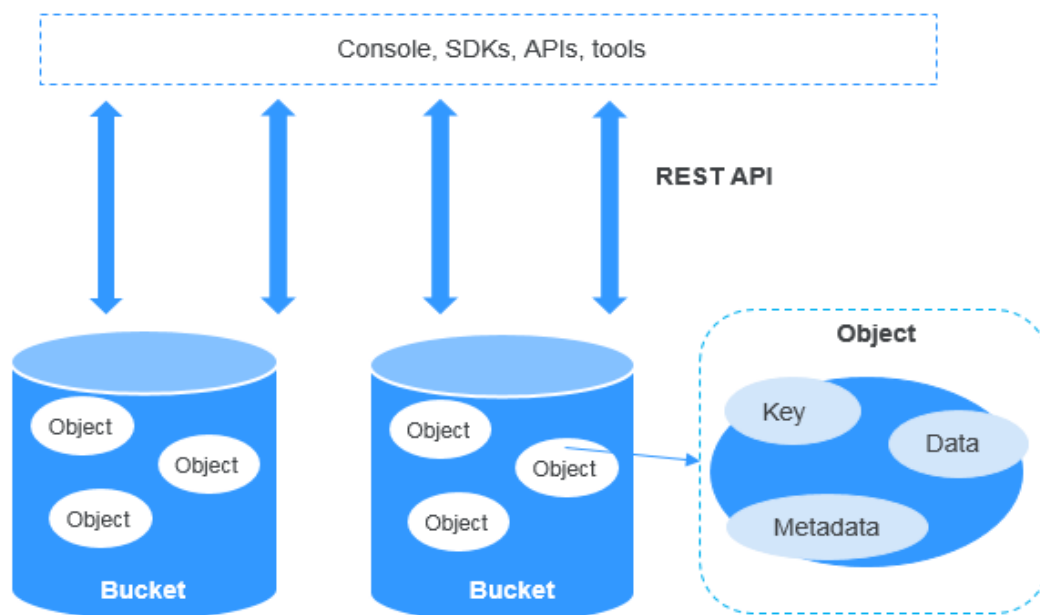 Console, SDKs, APIs, tools
REST API
Object
Object
Object
Bucket
Object
Object
Object
Bucket
Object
Key
Data
Metadata